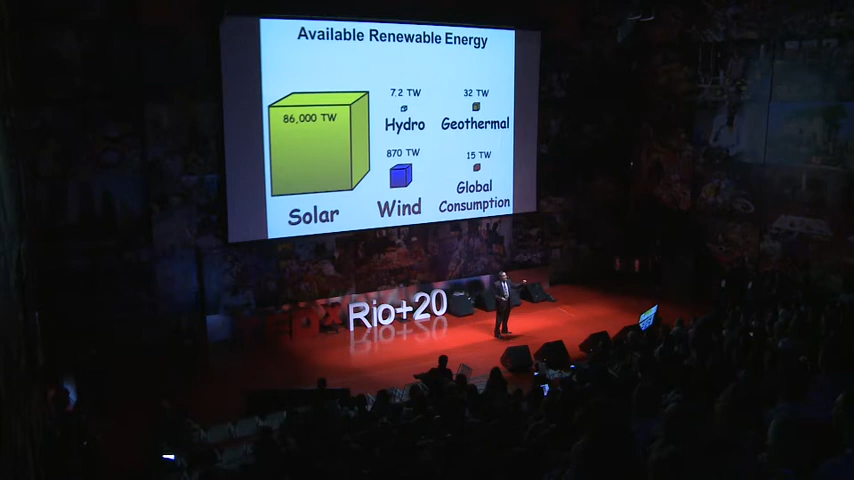 Available Renewable Energy
86,000 TW
Solar
7.2 TW
Hydro
32 TW
Geothermal
870 TW
Wind
15 TW
Global
Consumption
Rio+20